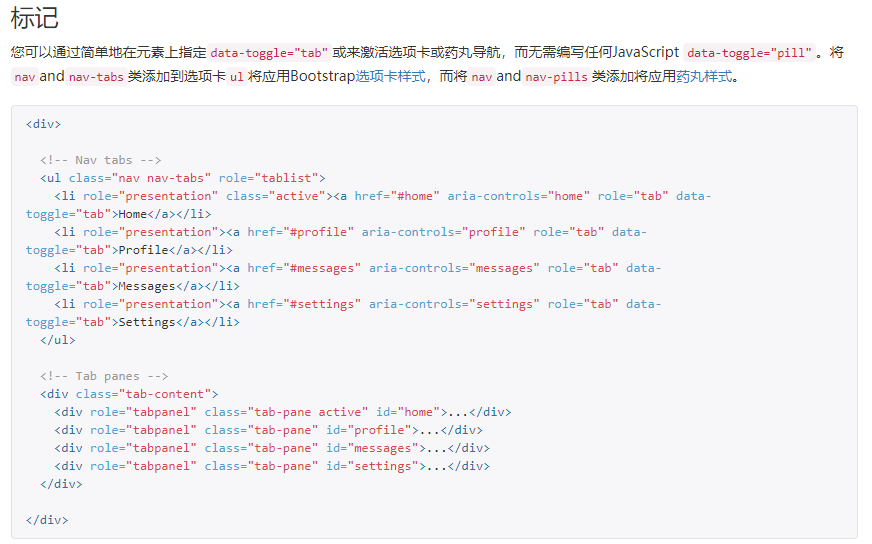 标记
您可以通过简单地在元素上指定 data-toggle="tab" 或来激活选项卡或药丸导航，而无需编写任何JavaScript data-toggle="pill" 。将
nav and nav-tabs 类添加到选项卡 ul 将应用Bootstrap选项卡样式，而将 nav and nav-pills 类添加将应用药丸样式。
<div>
<!-- Nav tabs -->
<ul class="nav nav-tabs" role="tablist">
<li role="presentation" class="active"><a href="#home" aria-controls="home" role="tab" data-
toggle="tab">Home</a></li>
<li role="presentation"><a href="#profile" aria-controls="profile" role="tab" data-
toggle="tab">Profile</a></li>
<li role="presentation"><a href="#messages" aria-controls="messages" role="tab" data-
toggle="tab">Messages</a></li>
<li role="presentation"><a href="#settings" aria-controls="settings" role="tab" data-
toggle="tab">Settings</a></li>
</ul>
<!-- Tab panes -->
<div class="tab-content">
<div role="tabpanel" class="tab-pane active" id="home">...</div>
<div role="tabpanel" class="tab-pane" id="profile">...</div>
<div role="tabpanel" class="tab-pane" id="messages">...</div>
<div role="tabpanel" class="tab-pane" id="settings">...</div>
</div>
</div>